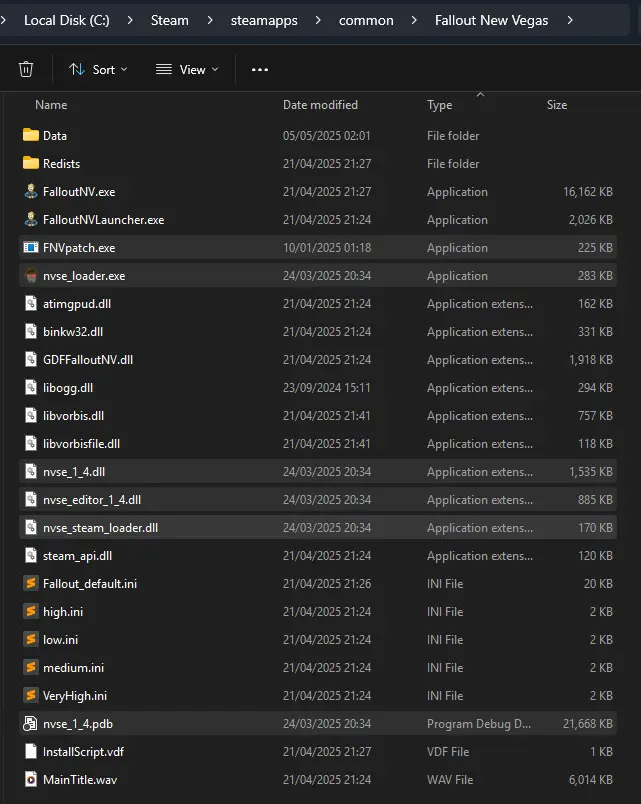 Local Disk (C:) > Steam > steamapps > common > Fallout New Vegas >
Sort View ...
Name Date modified Type Size
Data 05/05/2025 02:01 File folder
Redists 21/04/2025 21:27 File folder
FalloutNV.exe 21/04/2025 21:27 Application 16,162 KB
FalloutNVLauncher.exe 21/04/2025 21:24 Application 2,026 KB
FNVpatch.exe 10/01/2025 01:18 Application 225 KB
nvse_loader.exe 24/03/2025 20:34 Application 283 KB
atimgpud.dll 21/04/2025 21:24 Application extens... 162 KB
binkw32.dll 21/04/2025 21:24 Application extens... 331 KB
GDFFalloutNV.dll 21/04/2025 21:24 Application extens... 1,918 KB
libogg.dll 23/09/2024 15:11 Application extens... 294 KB
libvorbis.dll 21/04/2025 21:41 Application extens... 757 KB
libvorbisfile.dll 21/04/2025 21:41 Application extens... 118 KB
nvse_1_4.dll 24/03/2025 20:34 Application extens... 1,535 KB
nvse_editor_1_4.dll 24/03/2025 20:34 Application extens... 885 KB
nvse_steam_loader.dll 24/03/2025 20:34 Application extens... 170 KB
steam_api.dll 21/04/2025 21:24 Application extens... 120 KB
Fallout_default.ini 21/04/2025 21:26 INI File 20 KB
high.ini 21/04/2025 21:24 INI File 2 KB
low.ini 21/04/2025 21:24 INI File 2 KB
medium.ini 21/04/2025 21:24 INI File 2 KB
VeryHigh.ini 21/04/2025 21:24 INI File 2 KB
nvse_1_4.pdb 24/03/2025 20:34 Program Debug D... 21,668 KB
InstallScript.vdf 21/04/2025 21:27 VDF File 1 KB
MainTitle.wav 21/04/2025 21:24 WAV File 6,014 KB